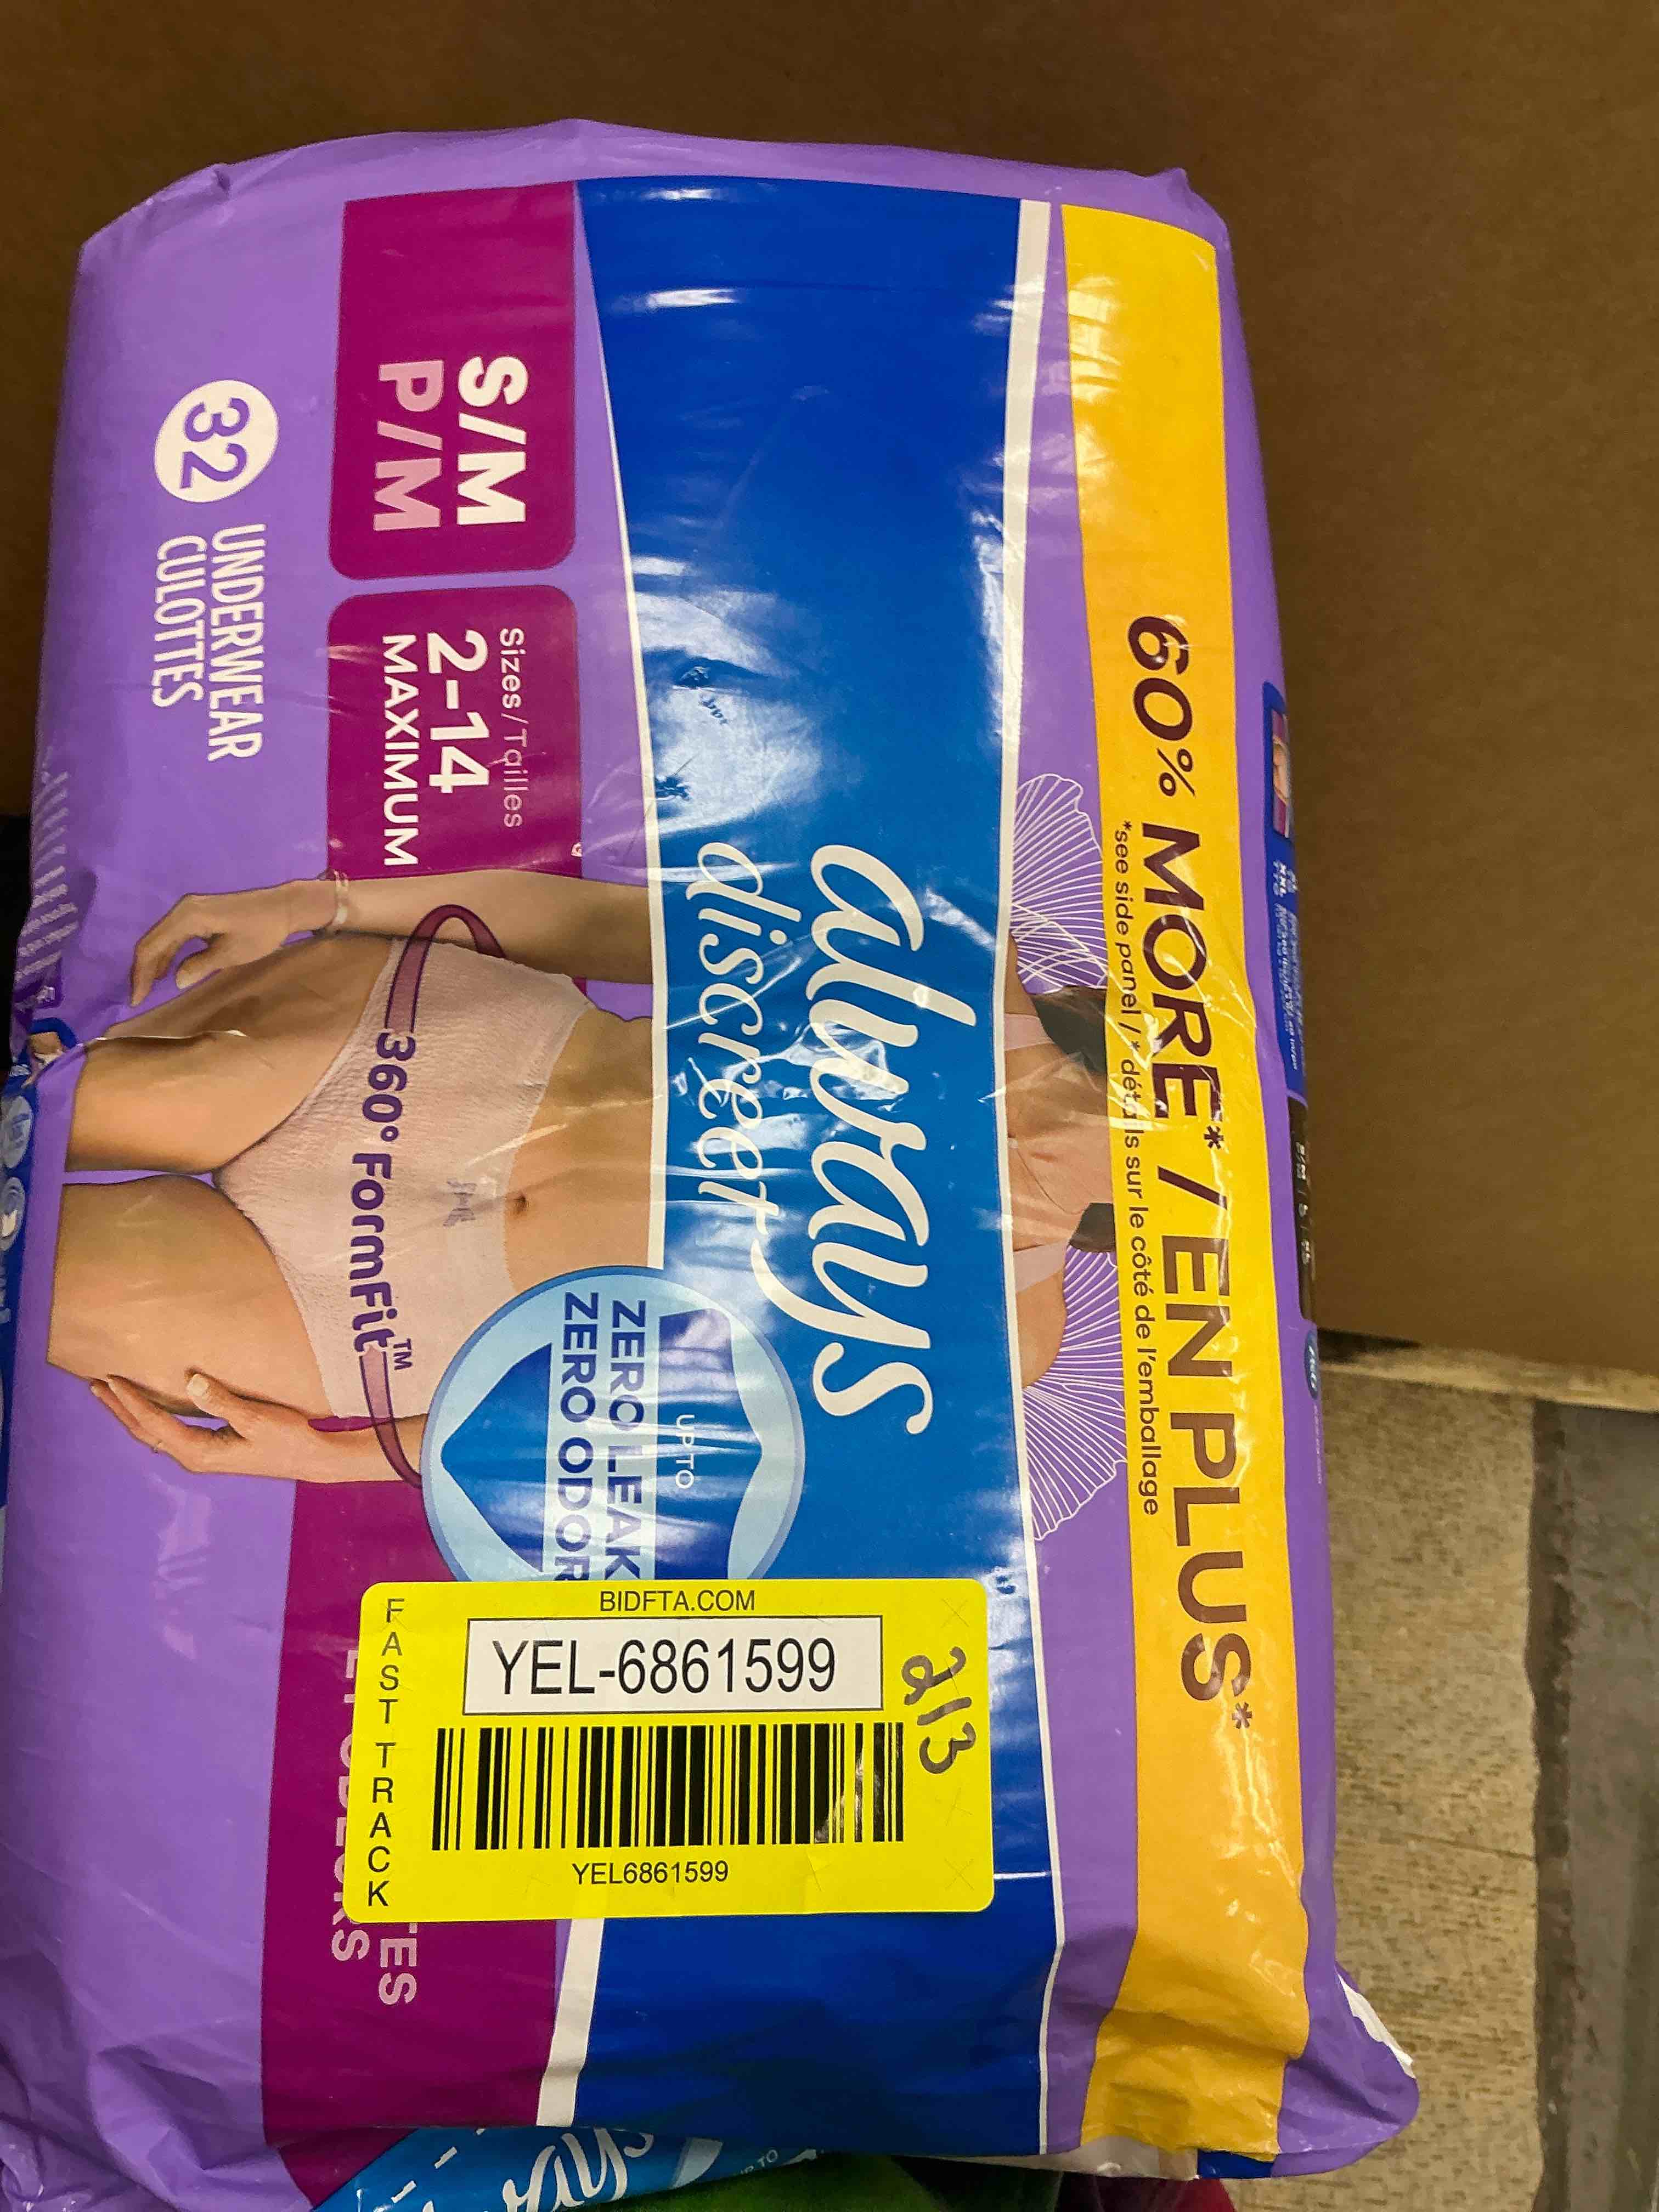 60% MORE* / EN PLUS*
*see side panel / * détails sur le côté de l'emballage
always
discreet
UP TO
ZERO LEAK
ZERO ODOR
S/M
P/M
Sizes/Tailles
2-14
MAXIMUM
360° FormFit™
32
UNDERWEAR
CULOTTES
BIDFTA.COM
YEL-6861599
2/3
YEL6861599
FAST TRACK